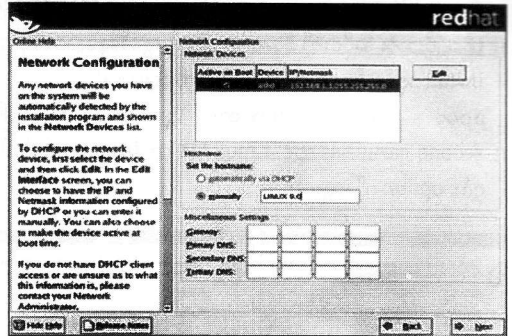 redhat
Online Help
Network Configuration
Any network devices you have
on the system will be
automatically detected by the
installation program and shown
in the Network Devices list.
To configure the network
device, first select the device
and then click Edit. In the Edit
Interface screen, you can
choose to have the IP and
Netmask information configured
by DHCP or you can enter it
manually. You can also choose
to make the device active at
boot time.
If you do not have DHCP client
access or are unsure as to what
this information is, please
contact your Network
Administrator.
Hide Help
Release Notes
Network Configuration
Network Devices
Active on Boot Device IP/Netmask
Edit
Hostname
Set the hostname:
automatically via DHCP
manually LINUX 9.0
Miscellaneous Settings
Gateway:
Primary DNS:
Secondary DNS:
Tertiary DNS:
Back
Next